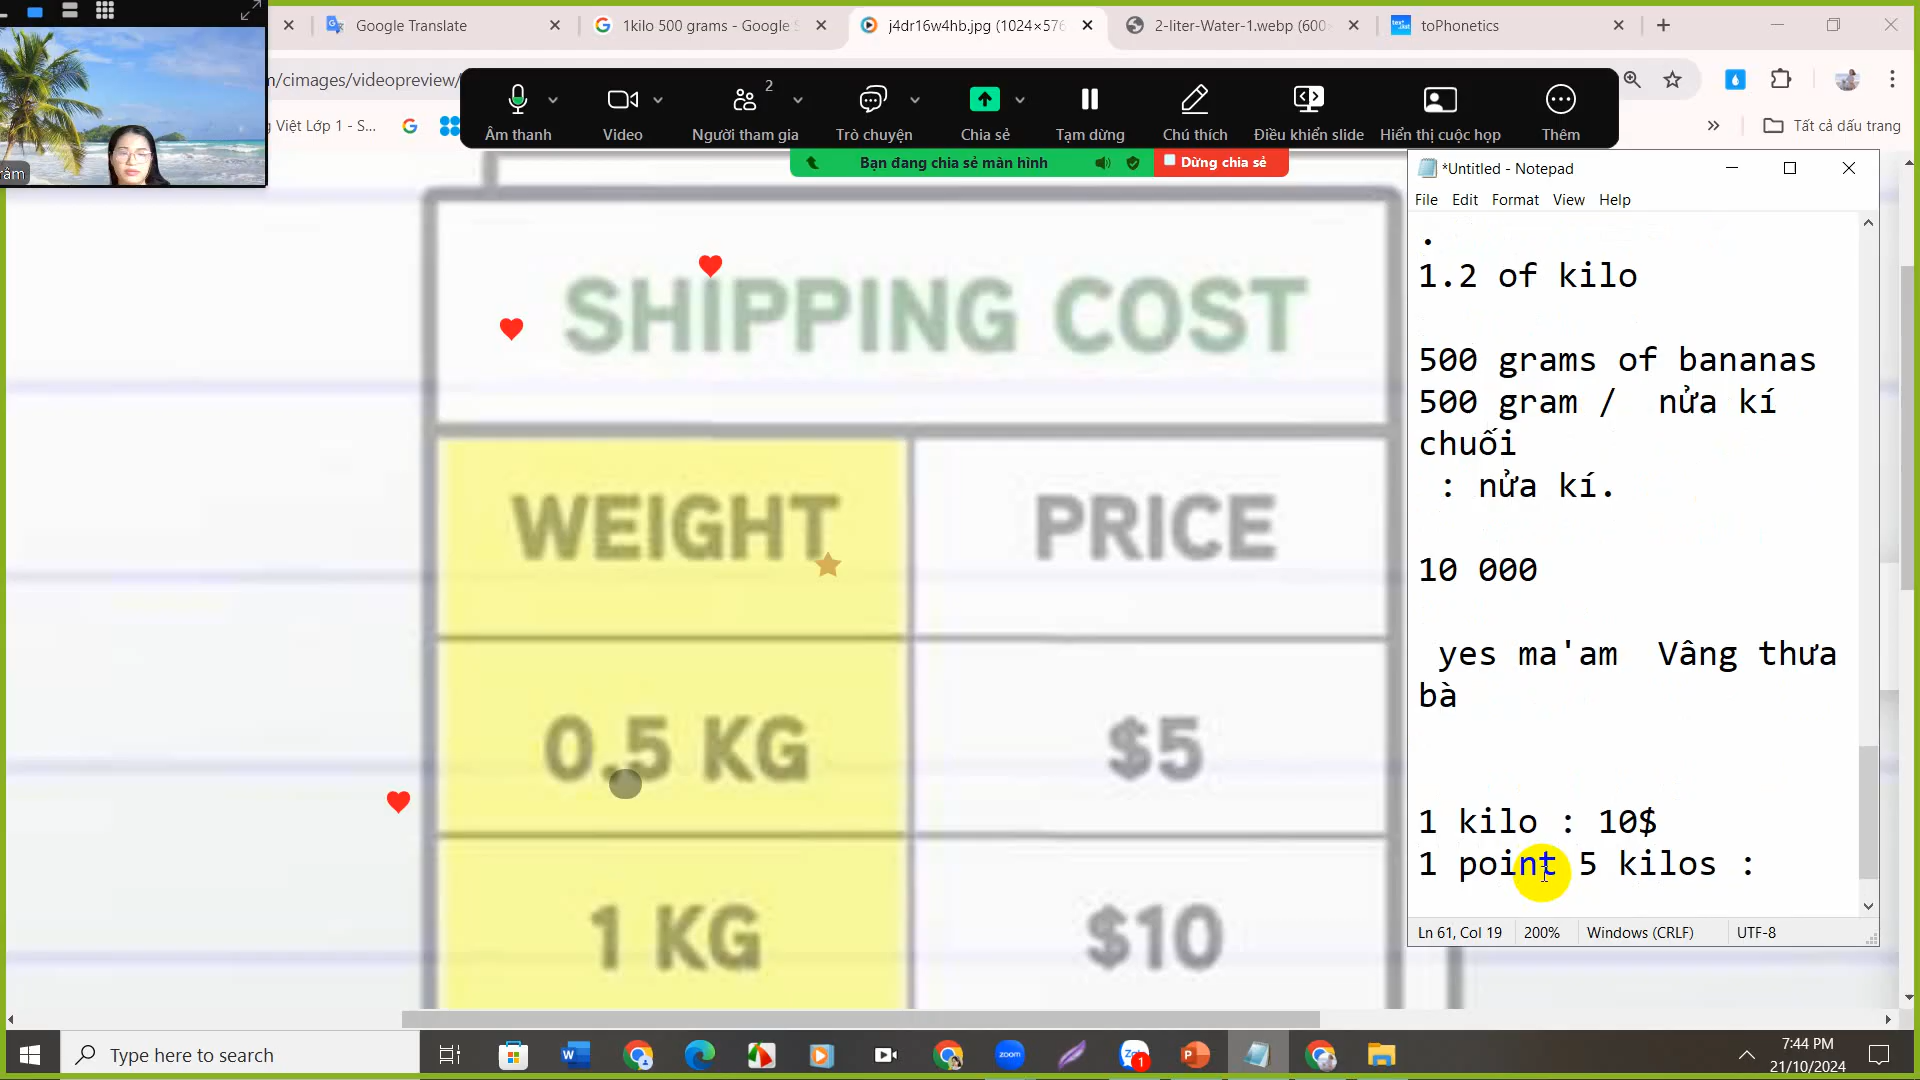 Google Translate
1kilo 500 grams - Google S
j4dr16w4hb.jpg (1024×576
2-liter-Water-1.webp (600×
toPhonetics
m/cimages/videopreview/
2
Âm thanh
Video
Người tham gia
Trò chuyện
Chia sẻ
Tạm dừng
Chú thích
Điều khiển slide
Hiển thị cuộc họp
Thêm
g Việt Lớp 1 - S...
Tất cả dấu trang
Bạn đang chia sẻ màn hình
Dừng chia sẻ
râm
*Untitled - Notepad
File Edit Format View Help
.
1.2 of kilo
500 grams of bananas
500 gram / nửa kí
chuối
: nửa kí.
10 000
yes ma'am Vâng thưa
bà
1 kilo : 10$
1 point 5 kilos :
Ln 61, Col 19 200% Windows (CRLF) UTF-8
SHIPPING COST
WEIGHT PRICE
0.5 KG $5
1 KG $10
Type here to search
zoom
1
7:44 PM
21/10/2024